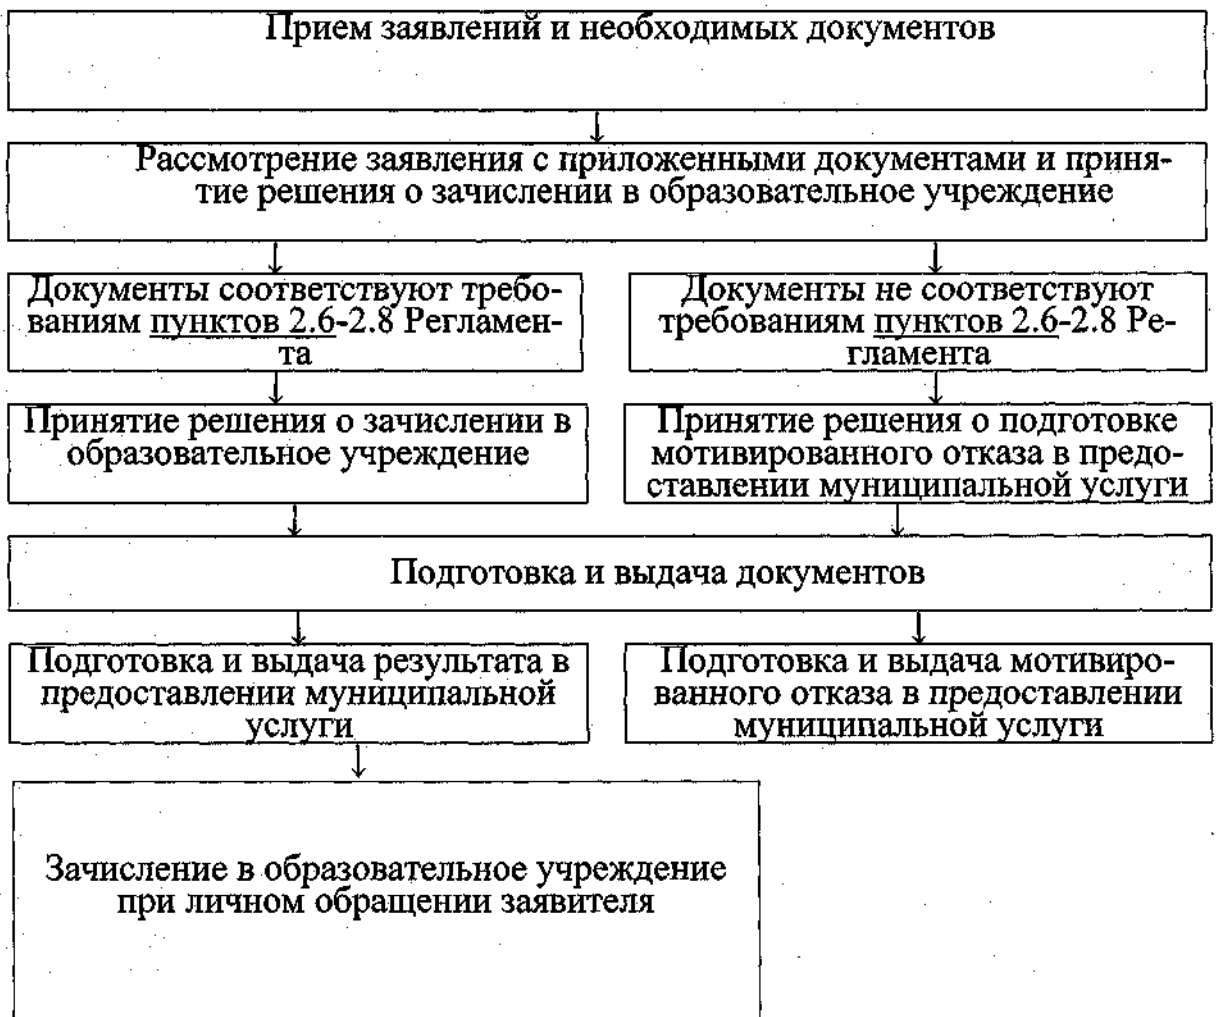 Прием заявлений и необходимых документов
Рассмотрение заявления с приложенными документами и приня-
тие решения о зачислении в образовательное учреждение
Документы соответствуют требо-
ваниям пунктов 2.6-2.8 Регламен-
та
Документы не соответствуют
требованиям пунктов 2.6-2.8 Ре-
гламента
Принятие решения о зачислении в
образовательное учреждение
Принятие решения о подготовке
мотивированного отказа в предо-
ставлении муниципальной услуги
Подготовка и выдача документов
Подготовка и выдача результата в
предоставлении муниципальной
услуги
Подготовка и выдача мотивиро-
ванного отказа в предоставлении
муниципальной услуги
Зачисление в образовательное учреждение
при личном обращении заявителя